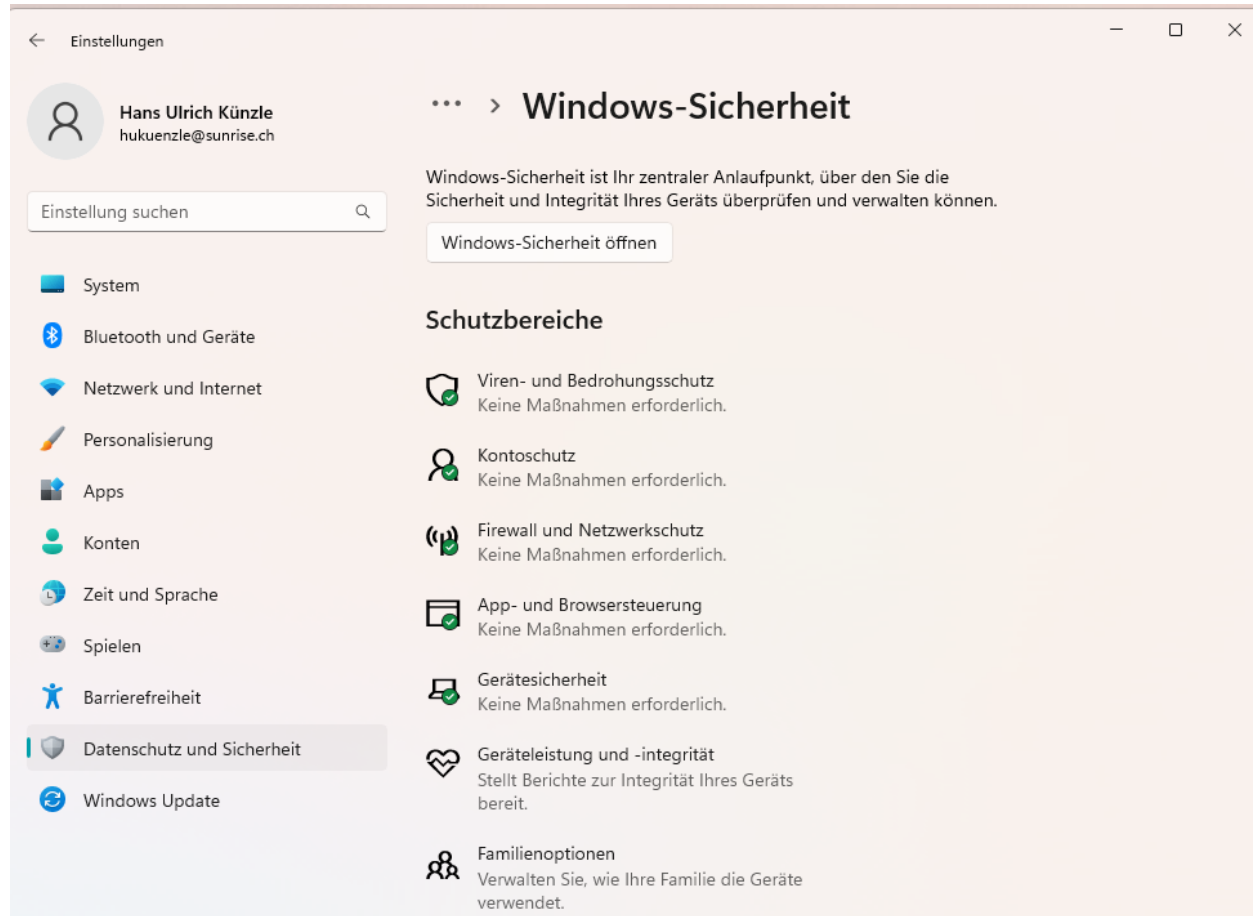 Einstellungen
Hans Ulrich Künzle
hukuenzle@sunrise.ch
Einstellung suchen
System
Bluetooth und Geräte
Netzwerk und Internet
Personalisierung
Apps
Konten
Zeit und Sprache
Spielen
Barrierefreiheit
Datenschutz und Sicherheit
Windows Update
... > Windows-Sicherheit
Windows-Sicherheit ist Ihr zentraler Anlaufpunkt, über den Sie die
Sicherheit und Integrität Ihres Geräts überprüfen und verwalten können.
Windows-Sicherheit öffnen
Schutzbereiche
Viren- und Bedrohungsschutz
Keine Maßnahmen erforderlich.
Kontoschutz
Keine Maßnahmen erforderlich.
Firewall und Netzwerkschutz
Keine Maßnahmen erforderlich.
App- und Browsersteuerung
Keine Maßnahmen erforderlich.
Gerätesicherheit
Keine Maßnahmen erforderlich.
Geräteleistung und -integrität
Stellt Berichte zur Integrität Ihres Geräts
bereit.
Familienoptionen
Verwalten Sie, wie Ihre Familie die Geräte
verwendet.